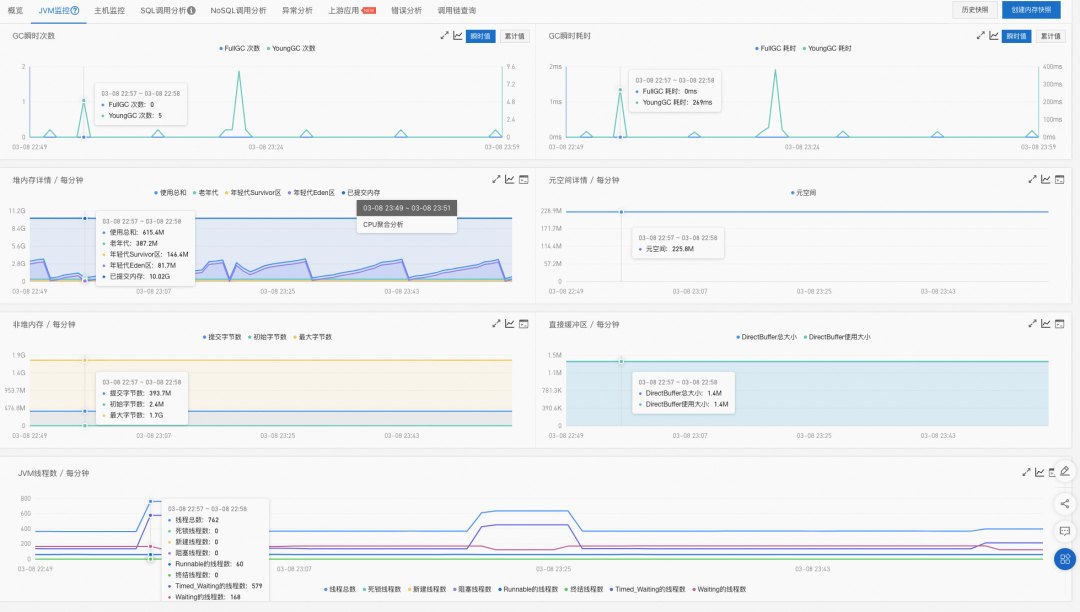 概览 JVM监控? 主机监控 SQL调用分析 NoSQL调用分析 异常分析 上游应用 NEW 错误分析 调用链查询 历史快照 创建内存快照
GC瞬时次数 瞬时值 累计值
FullGC 次数 YoungGC 次数
2
1
0
9.6
7.2
4.8
2.4
0
03-08 22:57 ~ 03-08 22:58
FullGC 次数: 0
YoungGC 次数: 5
03-08 22:49 03-08 23:24 03-08 23:59
GC瞬时耗时 瞬时值 累计值
FullGC 耗时 YoungGC 耗时
2ms
1ms
0ms
400ms
300ms
200ms
100ms
0ms
03-08 22:57 ~ 03-08 22:58
FullGC 耗时: 0ms
YoungGC 耗时: 269ms
03-08 22:49 03-08 23:24 03-08 23:59
堆内存详情 / 每分钟
使用总和 老年代 年轻代Survivor区 年轻代Eden区 已提交内存
11.2G
8.4G
5.6G
2.8G
0
03-08 23:49 ~ 03-08 23:51
CPU聚合分析
03-08 22:57 ~ 03-08 22:58
使用总和: 615.4M
老年代: 387.2M
年轻代Survivor区: 146.4M
年轻代Eden区: 81.7M
已提交内存: 10.02G
03-08 22:49 03-08 23:07 03-08 23:25 03-08 23:43
元空间详情 / 每分钟
元空间
228.9M
171.7M
114.4M
57.2M
0
03-08 22:57 ~ 03-08 22:58
元空间: 225.8M
03-08 22:49 03-08 23:07 03-08 23:25 03-08 23:43
非堆内存 / 每分钟
提交字节数 初始字节数 最大字节数
1.9G
1.4G
953.7M
476.8M
0
03-08 22:57 ~ 03-08 22:58
提交字节数: 393.7M
初始字节数: 2.4M
最大字节数: 1.7G
03-08 22:49 03-08 23:07 03-08 23:25 03-08 23:43
直接缓冲区 / 每分钟
DirectBuffer总大小 DirectBuffer使用大小
1.5M
1.1M
781.3K
390.6K
0
03-08 22:57 ~ 03-08 22:58
DirectBuffer总大小: 1.4M
DirectBuffer使用大小: 1.4M
03-08 22:49 03-08 23:07 03-08 23:25 03-08 23:43
JVM线程数 / 每分钟
800
600
400
200
0
03-08 22:57 ~ 03-08 22:58
线程总数: 762
死锁线程数: 0
新建线程数: 0
阻塞线程数: 0
Runnable的线程数: 60
终结线程数: 0
Timed_Waiting的线程数: 579
Waiting的线程数: 168
03-08 22:49 03-08 23:07 03-08 23:25 03-08 23:43
线程总数 死锁线程数 新建线程数 阻塞线程数 Runnable的线程数 终结线程数 Timed_Waiting的线程数 Waiting的线程数